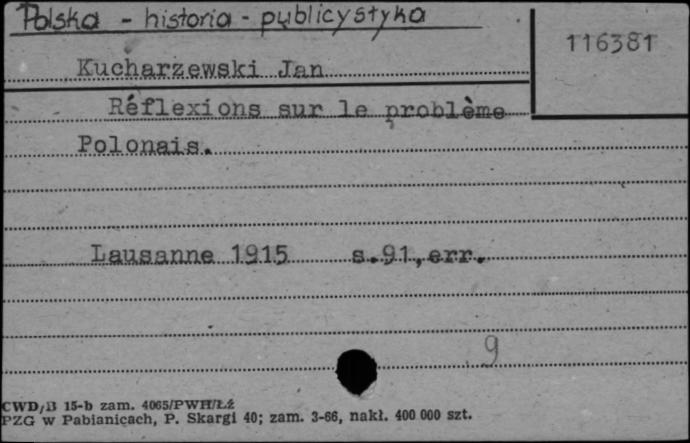 Polska - historia - publicystyka
116381
Kucharzewski Jan
Réflexions sur le problème
Polonais.
Lausanne 1915 s.91,err.
9
CWD/B 15-b zam. 4065/PWH/Łź
PZG w Pabianicach, P. Skargi 40; zam. 3-66, nakł. 400 000 szt.